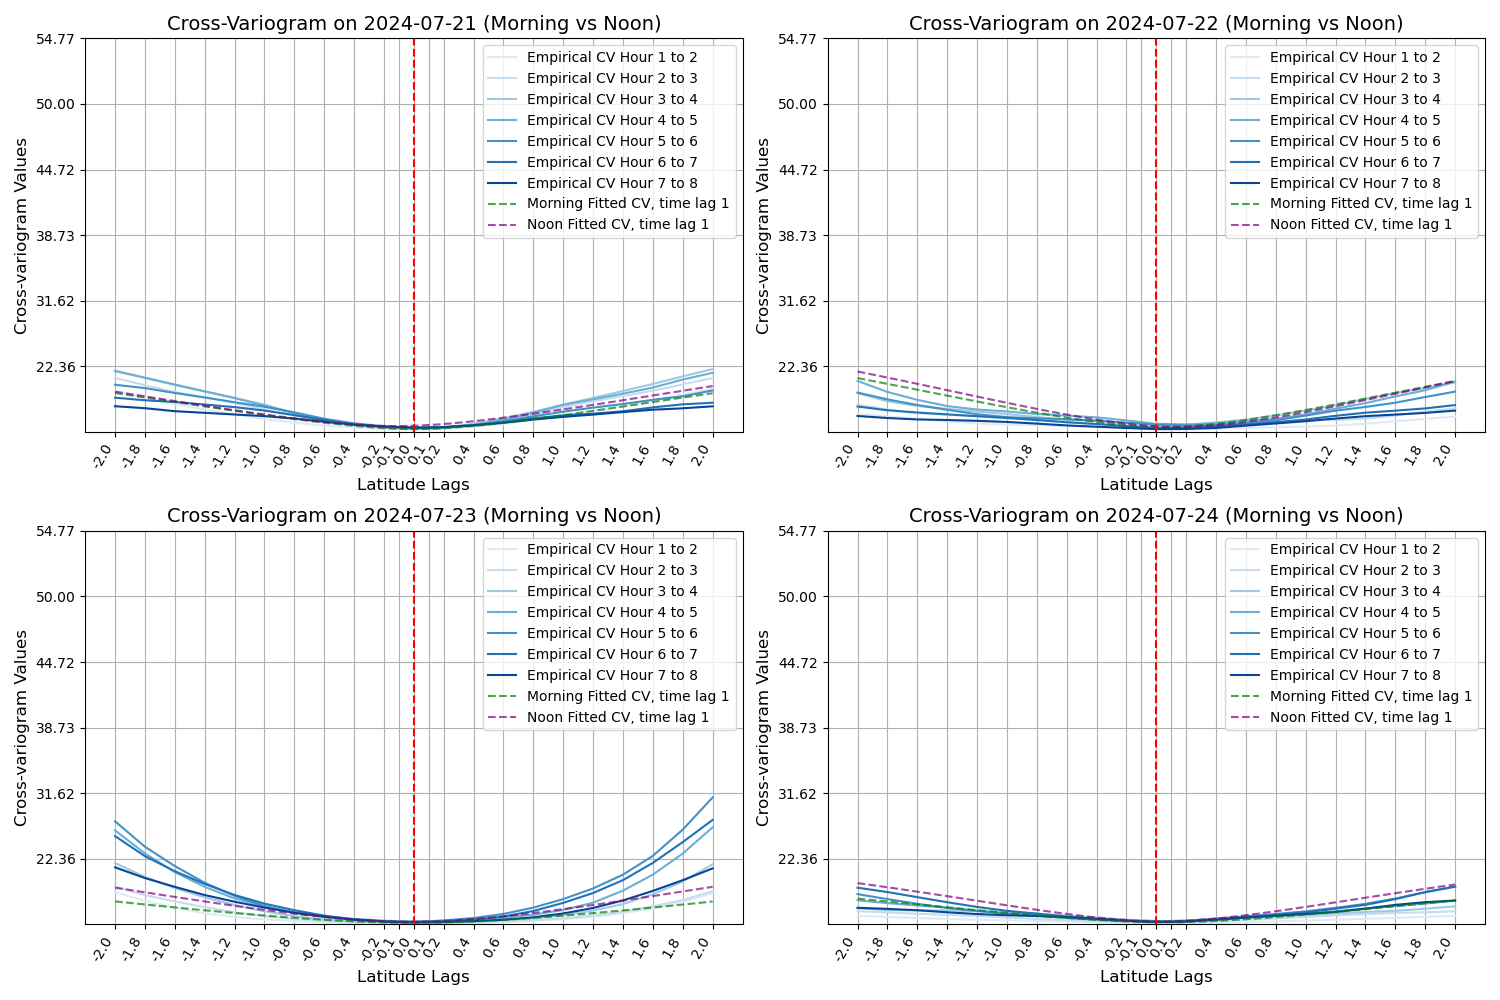 Cross-Variogram on 2024-07-21 (Morning vs Noon)
54.77
50.00
44.72
38.73
31.62
22.36
Cross-variogram Values
Empirical CV Hour 1 to 2
Empirical CV Hour 2 to 3
Empirical CV Hour 3 to 4
Empirical CV Hour 4 to 5
Empirical CV Hour 5 to 6
Empirical CV Hour 6 to 7
Empirical CV Hour 7 to 8
Morning Fitted CV, time lag 1
Noon Fitted CV, time lag 1
-2.0 -1.8 -1.6 -1.4 -1.2 -1.0 -0.8 -0.6 -0.4 -0.2 -0.1 0.0 0.1 0.2 0.4 0.6 0.8 1.0 1.2 1.4 1.6 1.8 2.0
Latitude Lags
Cross-Variogram on 2024-07-22 (Morning vs Noon)
54.77
50.00
44.72
38.73
31.62
22.36
Cross-variogram Values
Empirical CV Hour 1 to 2
Empirical CV Hour 2 to 3
Empirical CV Hour 3 to 4
Empirical CV Hour 4 to 5
Empirical CV Hour 5 to 6
Empirical CV Hour 6 to 7
Empirical CV Hour 7 to 8
Morning Fitted CV, time lag 1
Noon Fitted CV, time lag 1
-2.0 -1.8 -1.6 -1.4 -1.2 -1.0 -0.8 -0.6 -0.4 -0.2 -0.1 0.0 0.1 0.2 0.4 0.6 0.8 1.0 1.2 1.4 1.6 1.8 2.0
Latitude Lags
Cross-Variogram on 2024-07-23 (Morning vs Noon)
54.77
50.00
44.72
38.73
31.62
22.36
Cross-variogram Values
Empirical CV Hour 1 to 2
Empirical CV Hour 2 to 3
Empirical CV Hour 3 to 4
Empirical CV Hour 4 to 5
Empirical CV Hour 5 to 6
Empirical CV Hour 6 to 7
Empirical CV Hour 7 to 8
Morning Fitted CV, time lag 1
Noon Fitted CV, time lag 1
-2.0 -1.8 -1.6 -1.4 -1.2 -1.0 -0.8 -0.6 -0.4 -0.2 -0.1 0.0 0.1 0.2 0.4 0.6 0.8 1.0 1.2 1.4 1.6 1.8 2.0
Latitude Lags
Cross-Variogram on 2024-07-24 (Morning vs Noon)
54.77
50.00
44.72
38.73
31.62
22.36
Cross-variogram Values
Empirical CV Hour 1 to 2
Empirical CV Hour 2 to 3
Empirical CV Hour 3 to 4
Empirical CV Hour 4 to 5
Empirical CV Hour 5 to 6
Empirical CV Hour 6 to 7
Empirical CV Hour 7 to 8
Morning Fitted CV, time lag 1
Noon Fitted CV, time lag 1
-2.0 -1.8 -1.6 -1.4 -1.2 -1.0 -0.8 -0.6 -0.4 -0.2 -0.1 0.0 0.1 0.2 0.4 0.6 0.8 1.0 1.2 1.4 1.6 1.8 2.0
Latitude Lags